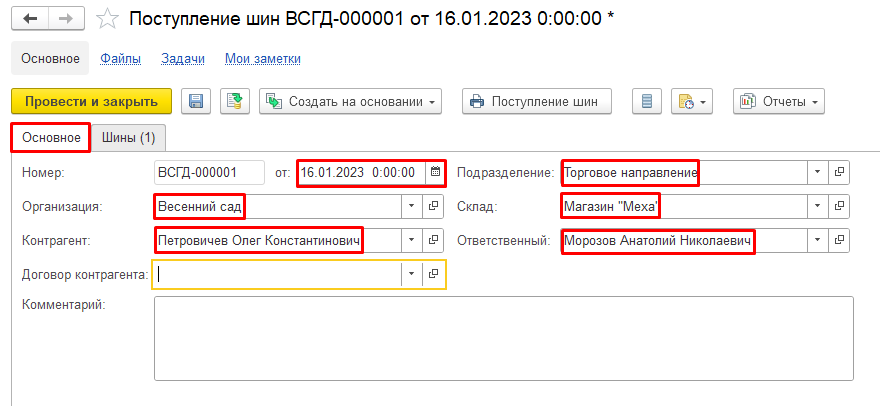 Поступление шин ВСГД-000001 от 16.01.2023 0:00:00 *
Основное Файлы Задачи Мои заметки
Провести и закрыть Создать на основании Поступление шин Отчеты
Основное Шины (1)
Номер: ВСГД-000001 от: 16.01.2023 0:00:00 Подразделение: Торговое направление
Организация: Весенний сад Склад: Магазин "Меха"
Контрагент: Петровичев Олег Константинович Ответственный: Морозов Анатолий Николаевич
Договор контрагента:
Комментарий: